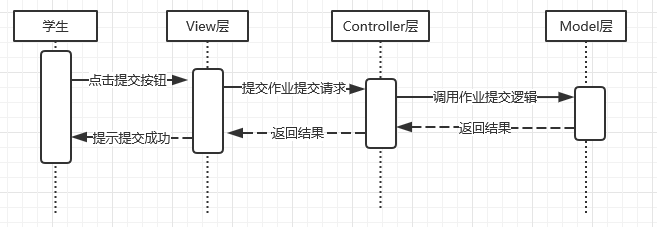 学生
View层
Controller层
Model层
点击提交按钮
提交作业提交请求
调用作业提交逻辑
返回结果
返回结果
提示提交成功